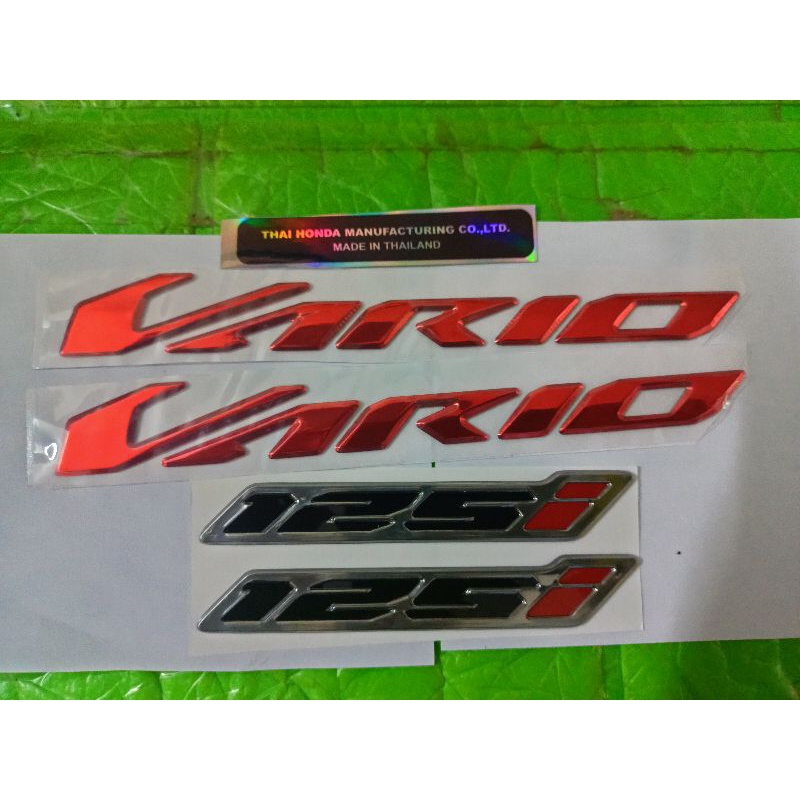 THAI HONDA MANUFACTURING CO.,LTD.
MADE IN THAILAND
VARIO
VARIO
125i
125i